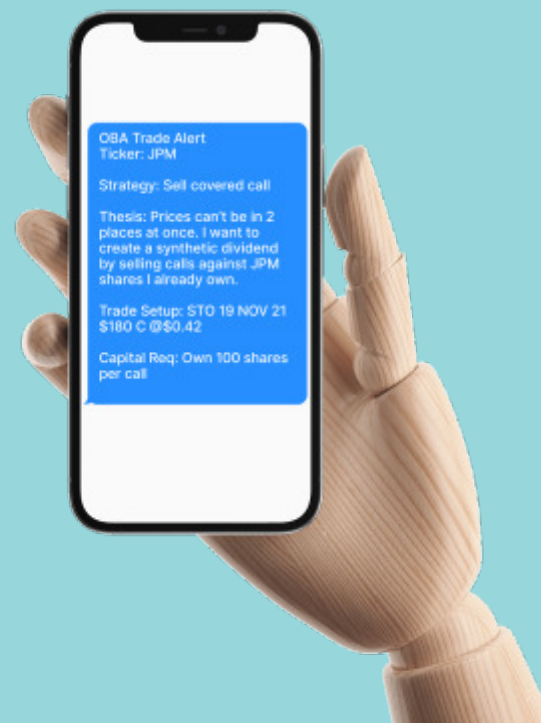 OBA Trade Alert
Ticker: JPM
Strategy: Sell covered call
Thesis: Prices can't be in 2
places at once. I want to
create a synthetic dividend
by selling calls against JPM
shares I already own.
Trade Setup: STO 19 NOV 21
$180 C @$0.42
Capital Req: Own 100 shares
per call